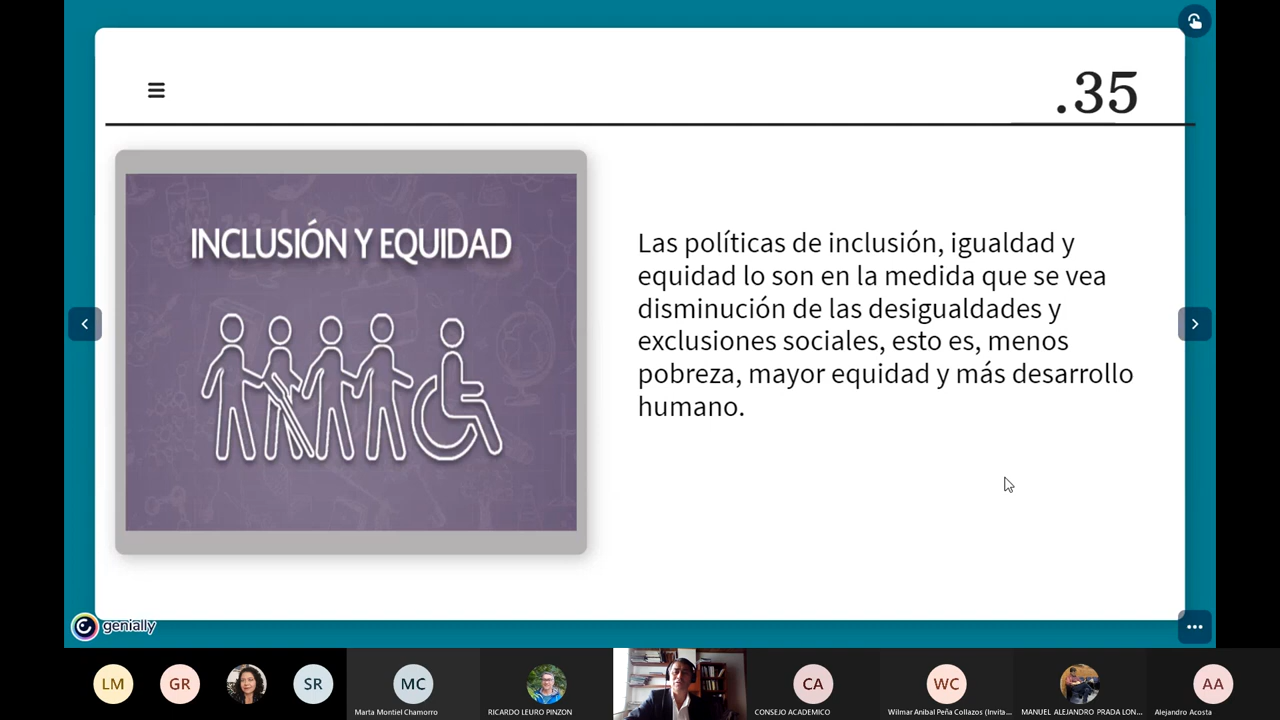 .35
INCLUSIÓN Y EQUIDAD
Las políticas de inclusión, igualdad y
equidad lo son en la medida que se vea
disminución de las desigualdades y
exclusiones sociales, esto es, menos
pobreza, mayor equidad y más desarrollo
humano.
genially
LM
GR
SR
MC
Marta Montiel Chamorro
RICARDO LEURO PINZON
CA
CONSEJO ACADEMICO
WC
Wilmar Anibal Peña Collazos (Invita...
MANUEL ALEJANDRO PRADA LON...
AA
Alejandro Acosta